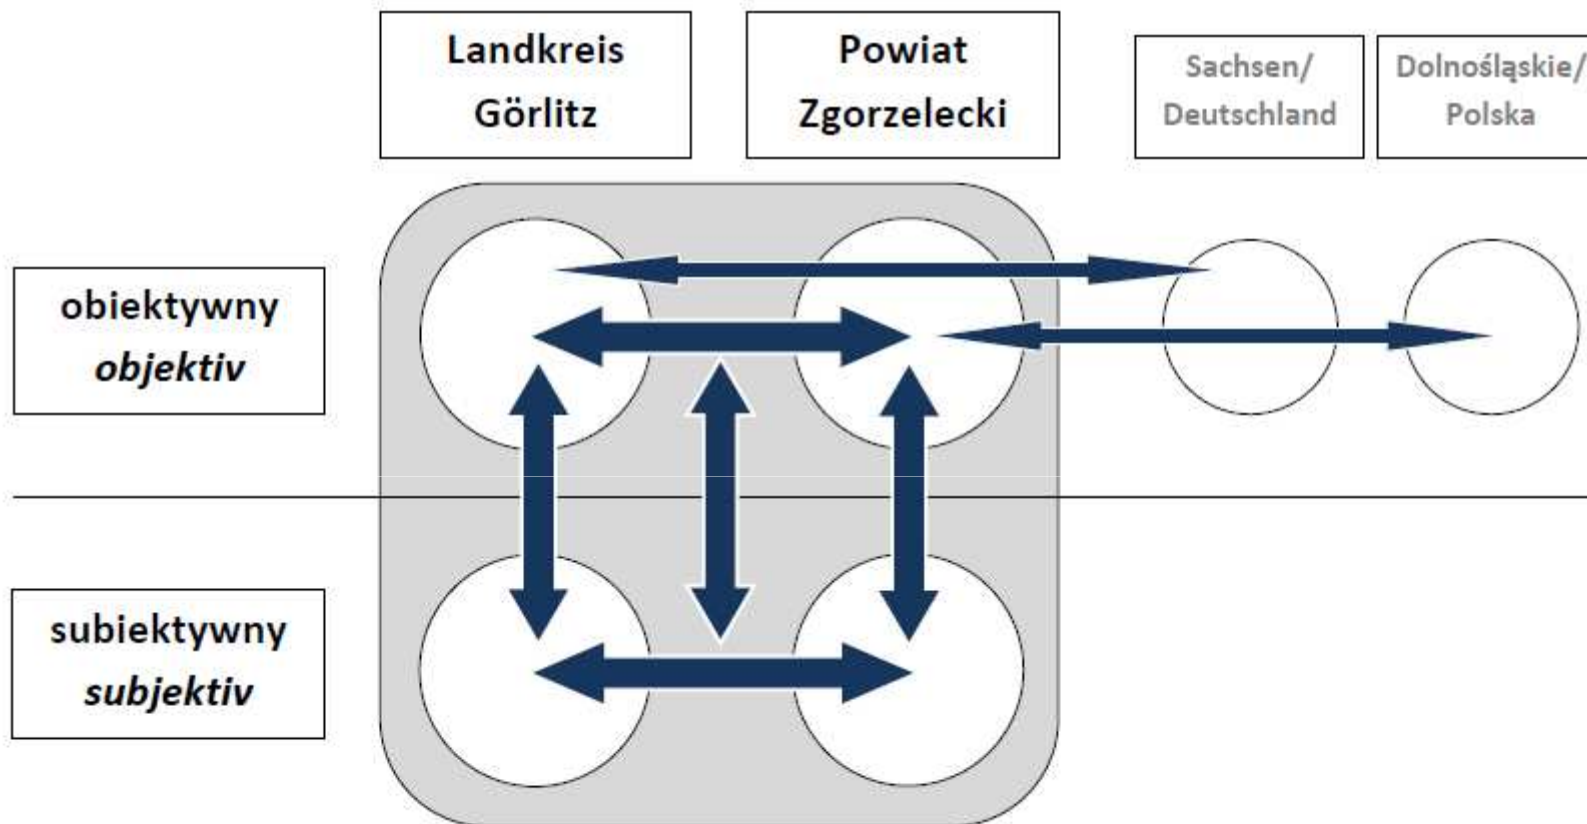 Landkreis
Görlitz
Powiat
Zgorzelecki
Sachsen/
Deutschland
Dolnośląskie/
Polska
obiektywny
objektiv
subiektywny
subjektiv